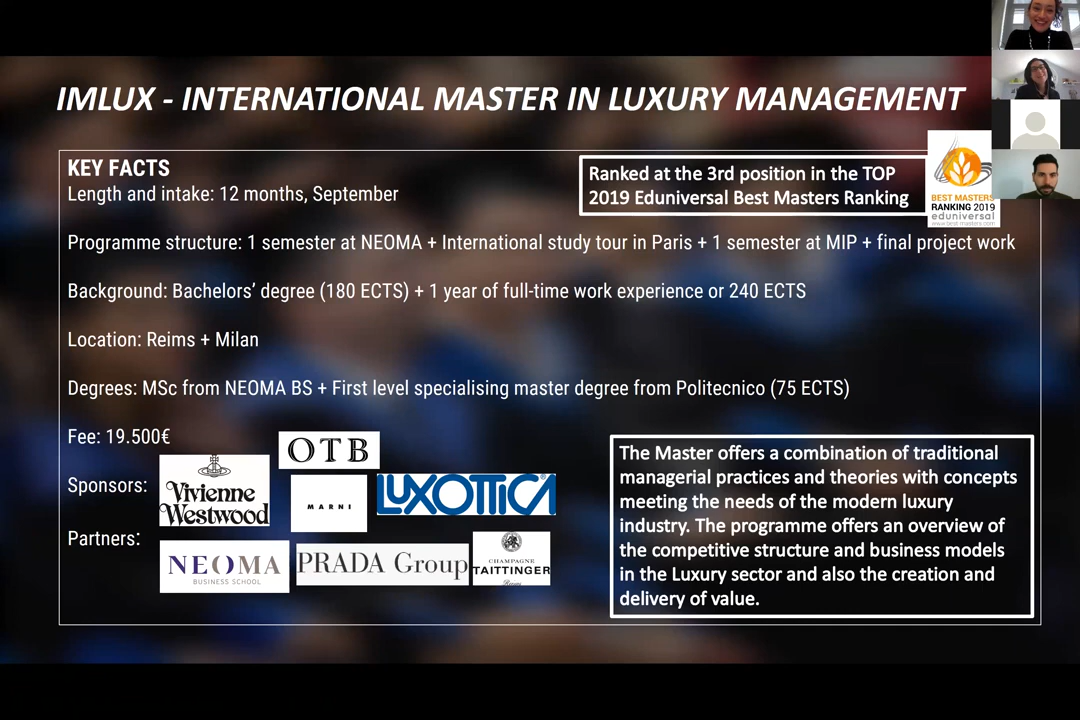 IMLUX - INTERNATIONAL MASTER IN LUXURY MANAGEMENT
KEY FACTS
Length and intake: 12 months, September
Ranked at the 3rd position in the TOP
2019 Eduniversal Best Masters Ranking
BEST MASTERS
RANKING 2019
eduniversal
www.best-masters.com
Programme structure: 1 semester at NEOMA + International study tour in Paris + 1 semester at MIP + final project work
Background: Bachelors’ degree (180 ECTS) + 1 year of full-time work experience or 240 ECTS
Location: Reims + Milan
Degrees: MSc from NEOMA BS + First level specialising master degree from Politecnico (75 ECTS)
Fee: 19.500€
Sponsors:
OTB
Vivienne
Westwood
MARNI
LUXOTTICA
Partners:
NEOMA
BUSINESS SCHOOL
PRADA Group
CHAMPAGNE
TAITTINGER
Reims
The Master offers a combination of traditional
managerial practices and theories with concepts
meeting the needs of the modern luxury
industry. The programme offers an overview of
the competitive structure and business models
in the Luxury sector and also the creation and
delivery of value.